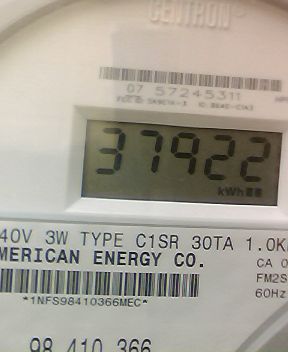 CENTRON®
07 57245311
37922
kWh
40V 3W TYPE C1SR 30TA 1.0K
MERICAN ENERGY CO.
CA 0
FM2S
60Hz
*1NFS98410366MEC*
98 410 366